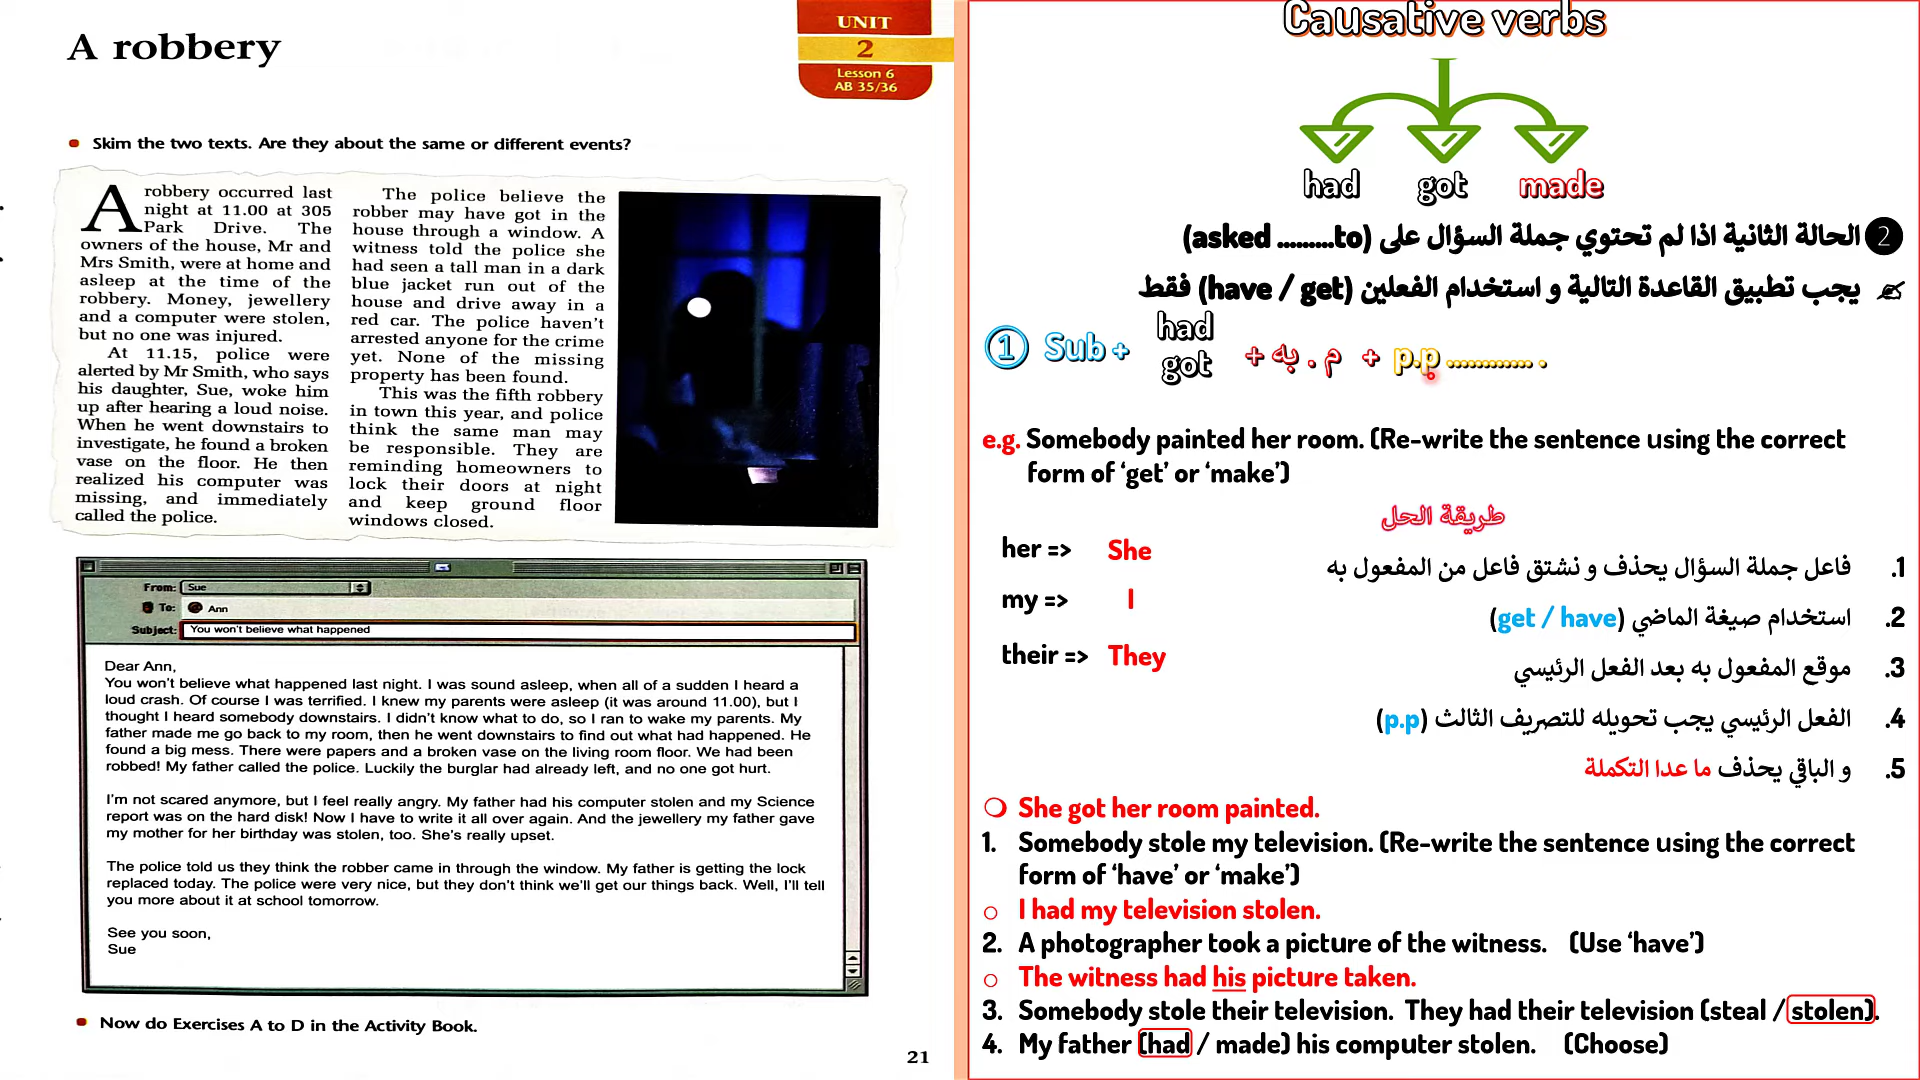 A robbery
UNIT
2
Lesson 6
AB 35/36
• Skim the two texts. Are they about the same or different events?
A robbery occurred last
night at 11.00 at 305
Park Drive. The
owners of the house, Mr and
Mrs Smith, were at home and
asleep at the time of the
robbery. Money, jewellery
and a computer were stolen,
but no one was injured.
At 11.15, police were
alerted by Mr Smith, who says
his daughter, Sue, woke him
up after hearing a loud noise.
When he went downstairs to
investigate, he found a broken
vase on the floor. He then
realized his computer was
missing, and immediately
called the police.
The police believe the
robber may have got in the
house through a window. A
witness told the police she
had seen a tall man in a dark
blue jacket run out of the
house and drive away in a
red car. The police haven't
arrested anyone for the crime
yet. None of the missing
property has been found.
This was the fifth robbery
in town this year, and police
think the same man may
be responsible. They are
reminding homeowners to
lock their doors at night
and keep ground floor
windows closed.
From: Sue
To: Ann
Subject: You won't believe what happened
Dear Ann,
You won't believe what happened last night. I was sound asleep, when all of a sudden I heard a
loud crash. Of course I was terrified. I knew my parents were asleep (it was around 11.00), but I
thought I heard somebody downstairs. I didn't know what to do, so I ran to wake my parents. My
father made me go back to my room, then he went downstairs to find out what had happened. He
found a big mess. There were papers and a broken vase on the living room floor. We had been
robbed! My father called the police. Luckily the burglar had already left, and no one got hurt.
I'm not scared anymore, but I feel really angry. My father had his computer stolen and my Science
report was on the hard disk! Now I have to write it all over again. And the jewellery my father gave
my mother for her birthday was stolen, too. She's really upset.
The police told us they think the robber came in through the window. My father is getting the lock
replaced today. The police were very nice, but they don't think we'll get our things back. Well, I'll tell
you more about it at school tomorrow.
See you soon,
Sue
• Now do Exercises A to D in the Activity Book.
21
Causative verbs
had got made
❷ الحالة الثانية اذا لم تحتوي جملة السؤال على (asked .........to)
✍ يجب تطبيق القاعدة التالية و استخدام الفعلين (have / get) فقط
① Sub + had got + م . به + p.p ............ .
e.g. Somebody painted her room. (Re-write the sentence using the correct
form of ‘get’ or ‘make’)
طريقة الحل
her => She
my => I
their => They
1. فاعل جملة السؤال يحذف و نشتق فاعل من المفعول به
2. استخدام صيغة الماضي (get / have)
3. موقع المفعول به بعد الفعل الرئيسي
4. الفعل الرئيسي يجب تحويله للتصريف الثالث (p.p)
5. و الباقي يحذف ما عدا التكملة
❍ She got her room painted.
1. Somebody stole my television. (Re-write the sentence using the correct
form of ‘have’ or ‘make’)
o I had my television stolen.
2. A photographer took a picture of the witness. (Use ‘have’)
o The witness had his picture taken.
3. Somebody stole their television. They had their television (steal / stolen).
4. My father (had / made) his computer stolen. (Choose)